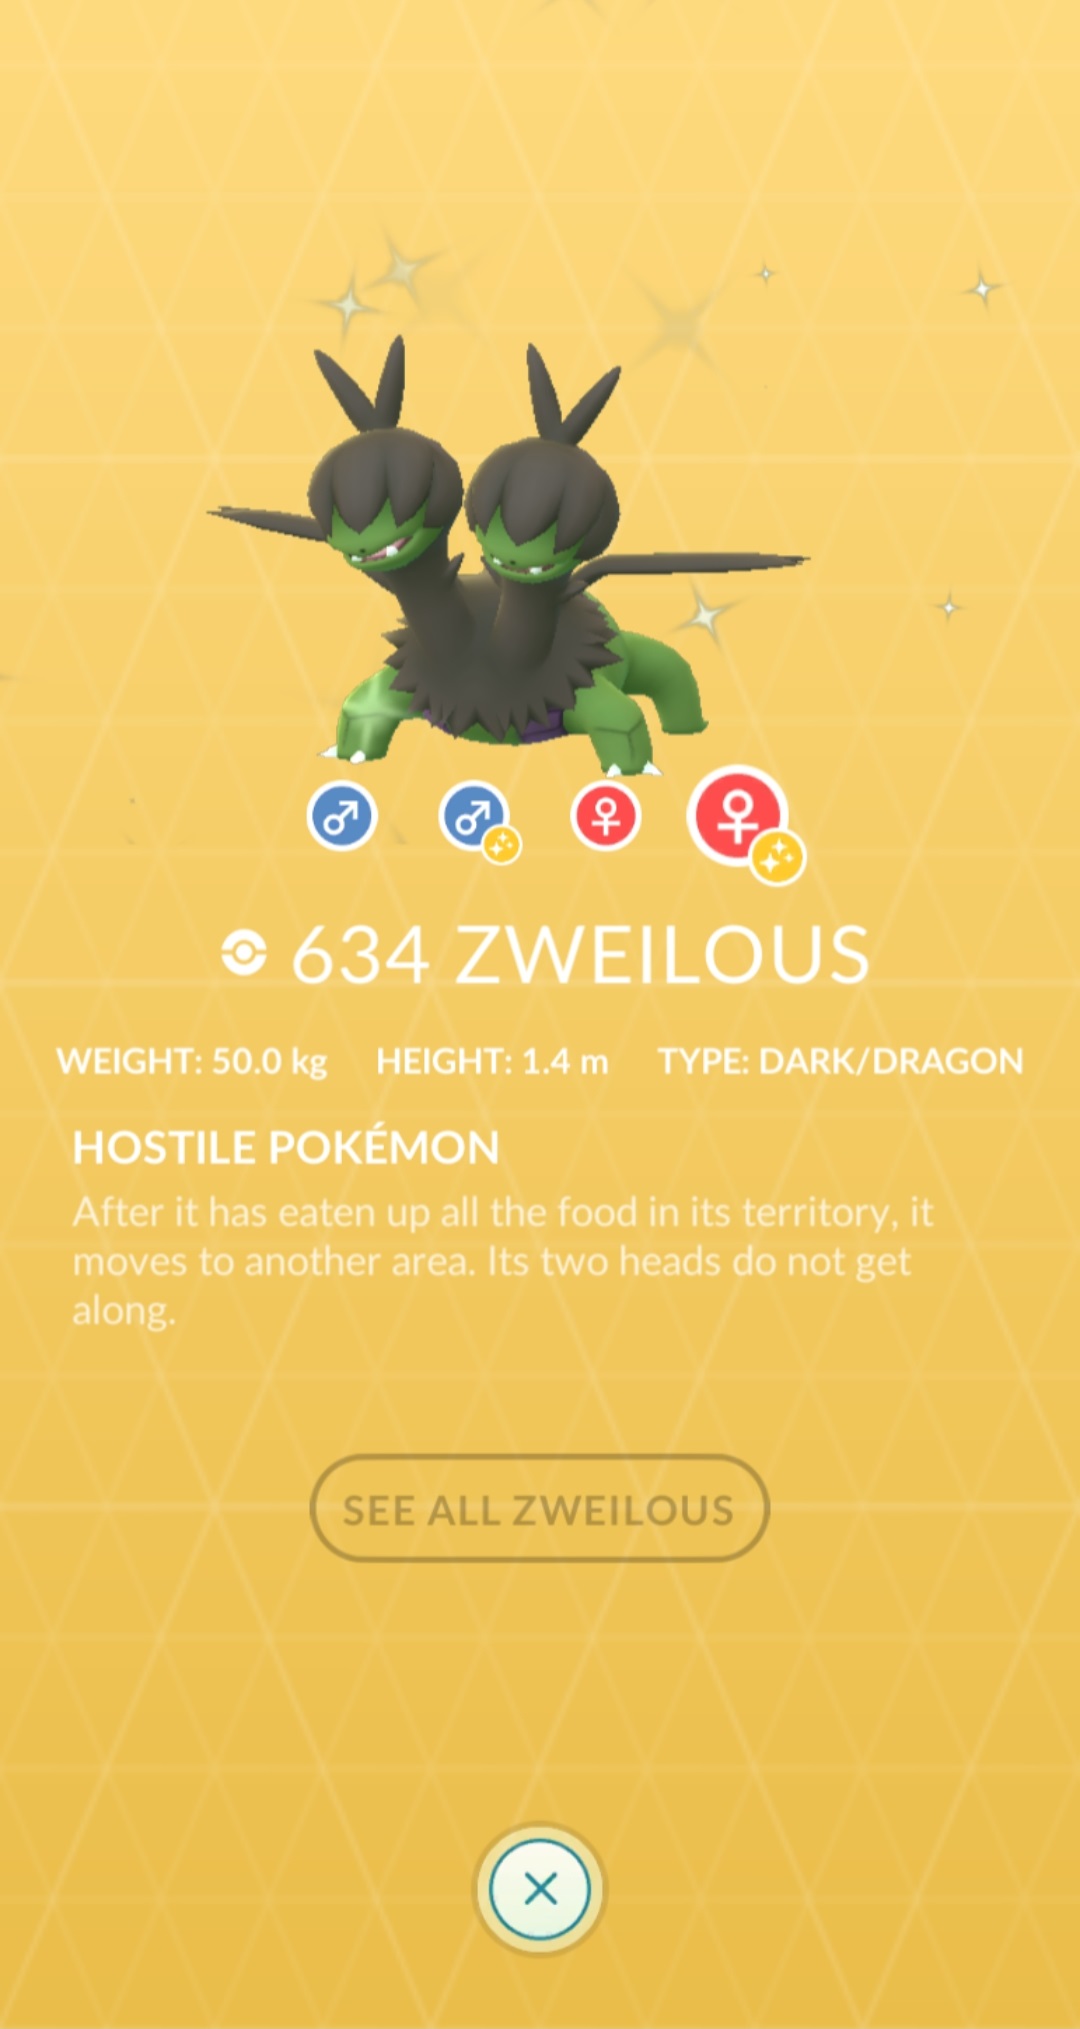 634 ZWEILOUS
WEIGHT: 50.0 kg HEIGHT: 1.4 m TYPE: DARK/DRAGON
HOSTILE POKÉMON
After it has eaten up all the food in its territory, it
moves to another area. Its two heads do not get
along.
SEE ALL ZWEILOUS